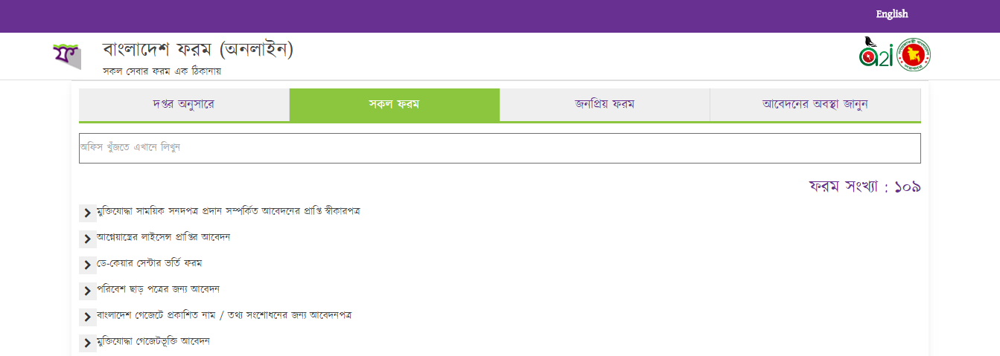 English
বাংলাদেশ ফরম (অনলাইন)
সকল সেবার ফরম এক ঠিকানায়
a2i
দপ্তর অনুসারে
সকল ফরম
জনপ্রিয় ফরম
আবেদনের অবস্থা জানুন
অফিস খুঁজতে এখানে লিখুন
ফরম সংখ্যা : ১০৯
মুক্তিযোদ্ধা সাময়িক সনদপত্র প্রদান সম্পর্কিত আবেদনের প্রাপ্তি স্বীকারপত্র
আগ্নেয়াস্ত্রের লাইসেন্স প্রাপ্তির আবেদন
ডে-কেয়ার সেন্টার ভর্তি ফরম
পরিবেশ ছাড় পত্রের জন্য আবেদন
বাংলাদেশ গেজেটে প্রকাশিত নাম / তথ্য সংশোধনের জন্য আবেদনপত্র
মুক্তিযোদ্ধা গেজেটভূক্তি আবেদন